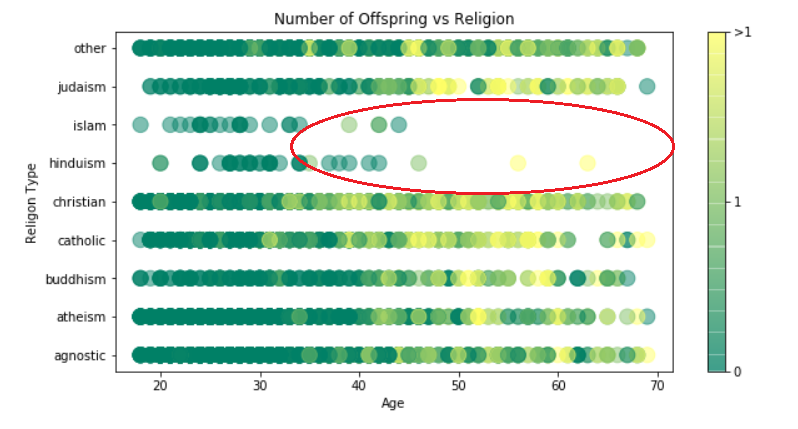 Number of Offspring vs Religion
other
judaism
islam
hinduism
christian
catholic
buddhism
atheism
agnostic
Religon Type
20 30 40 50 60 70
Age
>1
1
0